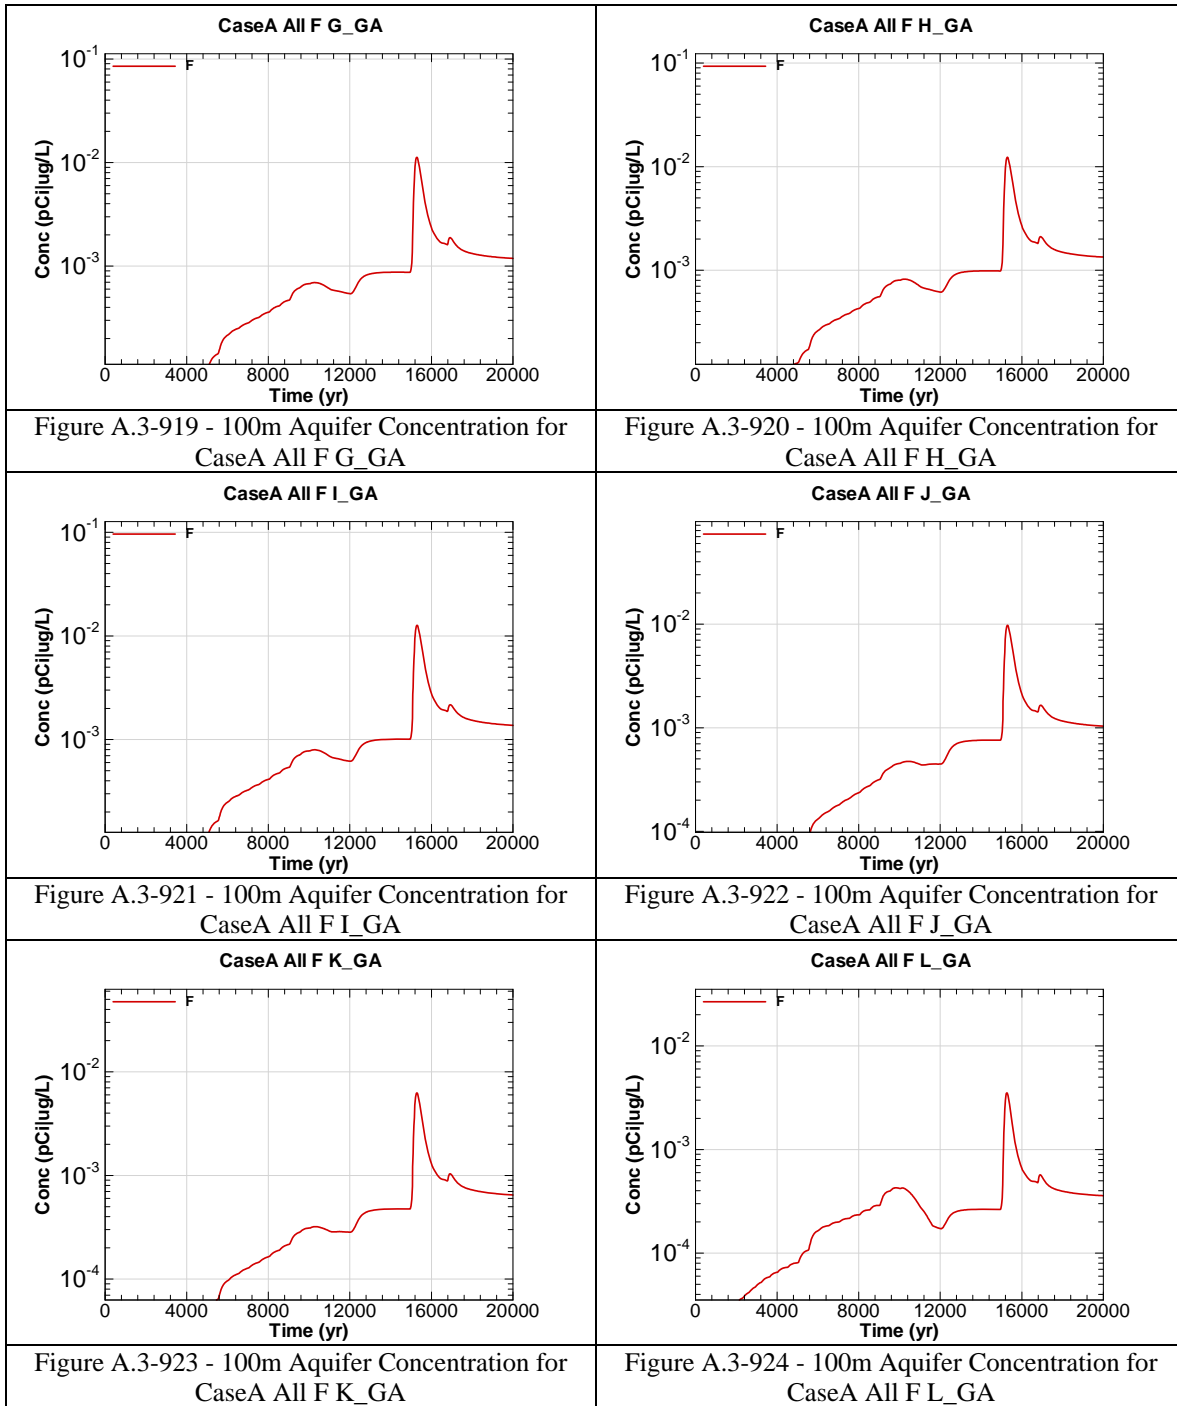 CaseA All F G_GA
F
Conc (pCi|ug/L)
10-1
10-2
10-3
0 4000 8000 12000 16000 20000
Time (yr)
Figure A.3-919 - 100m Aquifer Concentration for
CaseA All F G_GA
CaseA All F H_GA
F
Conc (pCi|ug/L)
10-1
10-2
10-3
0 4000 8000 12000 16000 20000
Time (yr)
Figure A.3-920 - 100m Aquifer Concentration for
CaseA All F H_GA
CaseA All F I_GA
F
Conc (pCi|ug/L)
10-1
10-2
10-3
0 4000 8000 12000 16000 20000
Time (yr)
Figure A.3-921 - 100m Aquifer Concentration for
CaseA All F I_GA
CaseA All F J_GA
F
Conc (pCi|ug/L)
10-2
10-3
10-4
0 4000 8000 12000 16000 20000
Time (yr)
Figure A.3-922 - 100m Aquifer Concentration for
CaseA All F J_GA
CaseA All F K_GA
F
Conc (pCi|ug/L)
10-2
10-3
10-4
0 4000 8000 12000 16000 20000
Time (yr)
Figure A.3-923 - 100m Aquifer Concentration for
CaseA All F K_GA
CaseA All F L_GA
F
Conc (pCi|ug/L)
10-2
10-3
10-4
0 4000 8000 12000 16000 20000
Time (yr)
Figure A.3-924 - 100m Aquifer Concentration for
CaseA All F L_GA